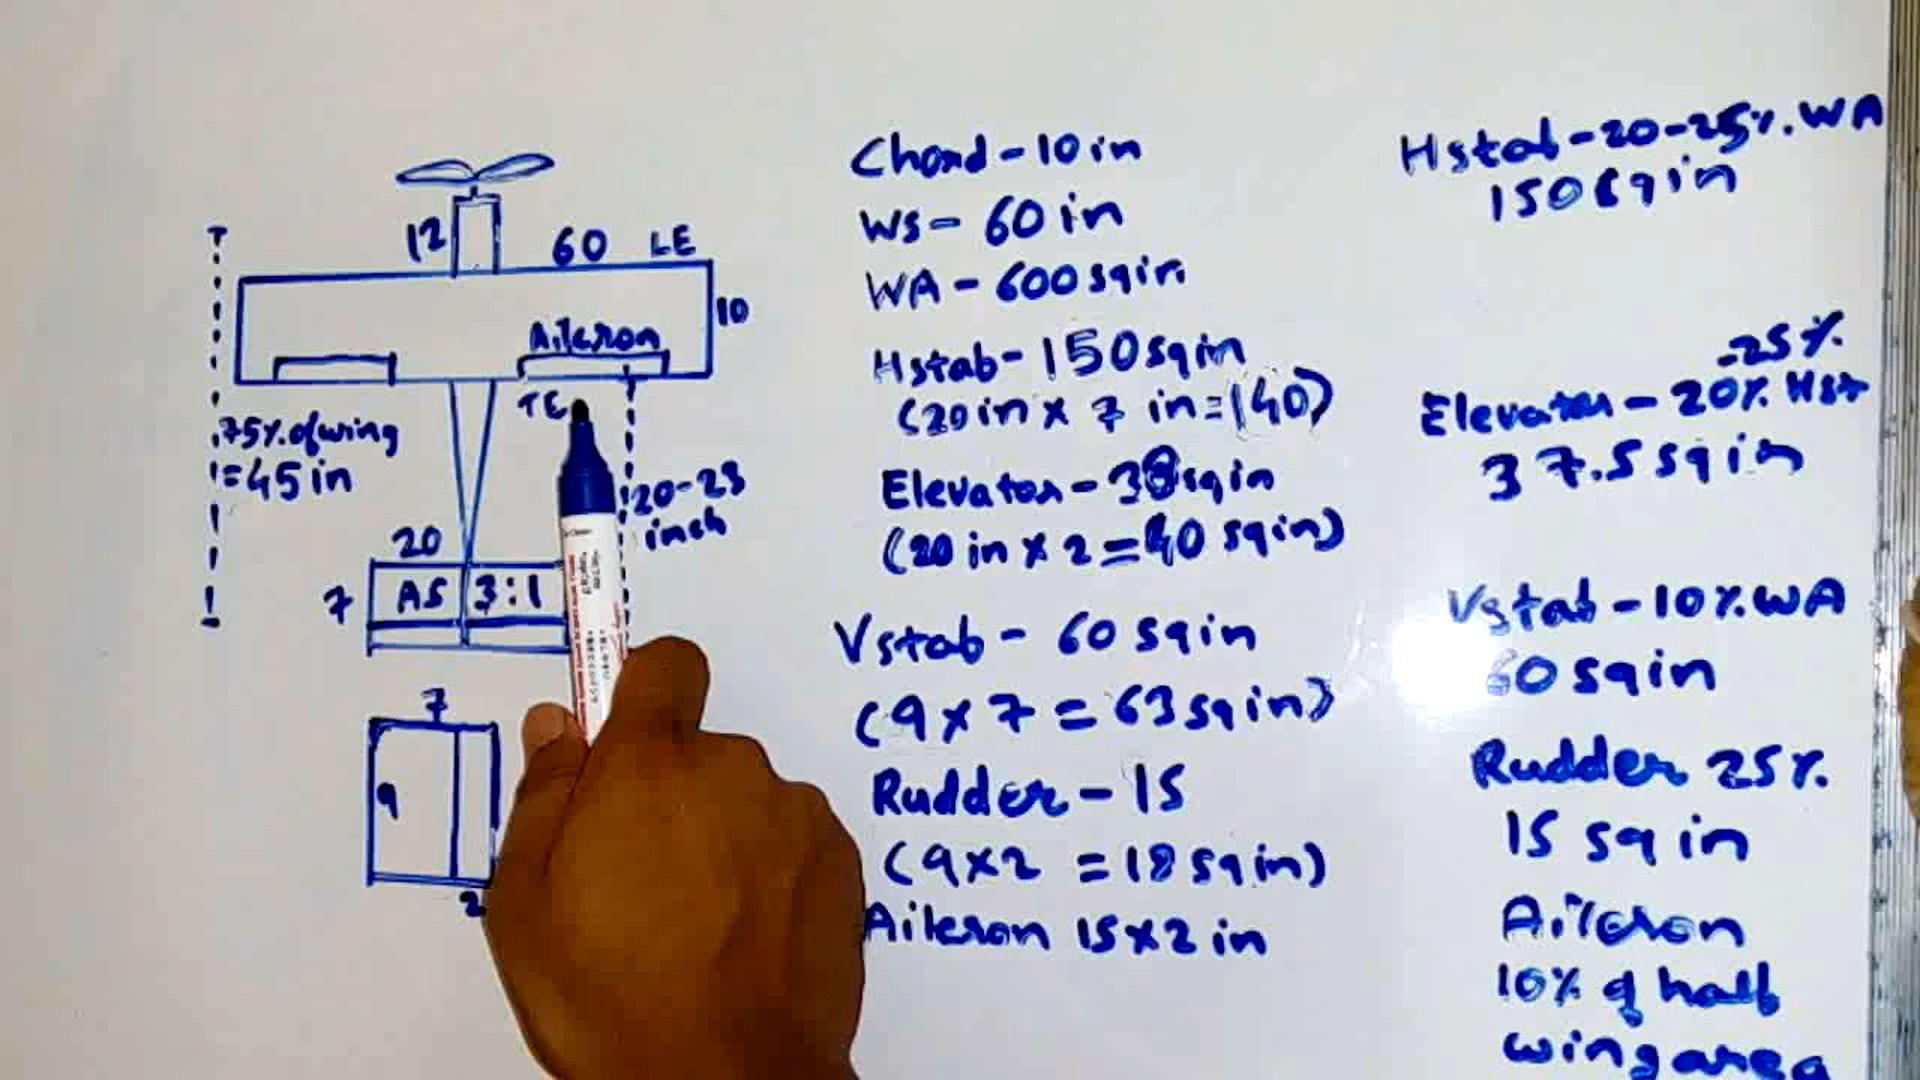 12
60
LE
10
Aileron
TE
75% of wing
=45 in
20-25
inch
20
7
AS 3:1
7
9
2
Chord - 10 in
WS - 60 in
WA - 600 sqin
Hstab - 150 sqin
(20 in x 7 in = 140)
Elevator - 38 sqin
(20 in x 2 = 40 sqin)
Vstab - 60 sqin
(9 x 7 = 63 sqin)
Rudder - 15
(9x2 = 18 sqin)
Aileron 15x2 in
Hstab - 20-25% WA
150 sqin
-25%
Elevator - 20% Hst
37.5 sqin
Vstab - 10% WA
60 sqin
Rudder 25%
15 sqin
Aileron
10% of half
wing area